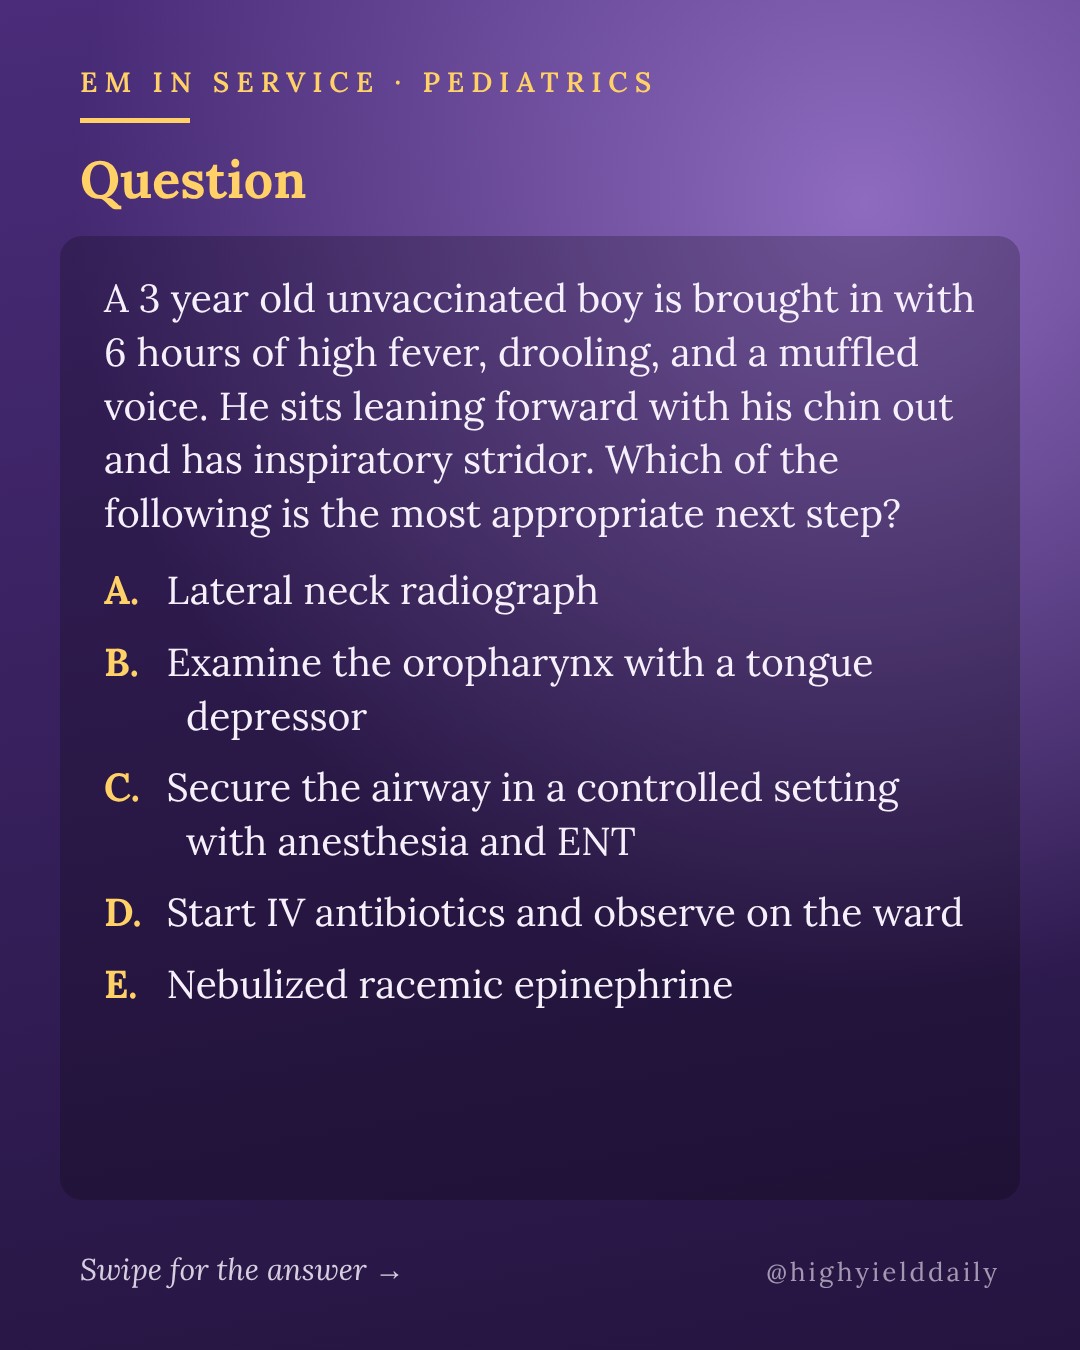 EM IN SERVICE · PEDIATRICS
Question
A 3 year old unvaccinated boy is brought in with
6 hours of high fever, drooling, and a muffled
voice. He sits leaning forward with his chin out
and has inspiratory stridor. Which of the
following is the most appropriate next step?
A. Lateral neck radiograph
B. Examine the oropharynx with a tongue
depressor
C. Secure the airway in a controlled setting
with anesthesia and ENT
D. Start IV antibiotics and observe on the ward
E. Nebulized racemic epinephrine
Swipe for the answer →
@highyielddaily